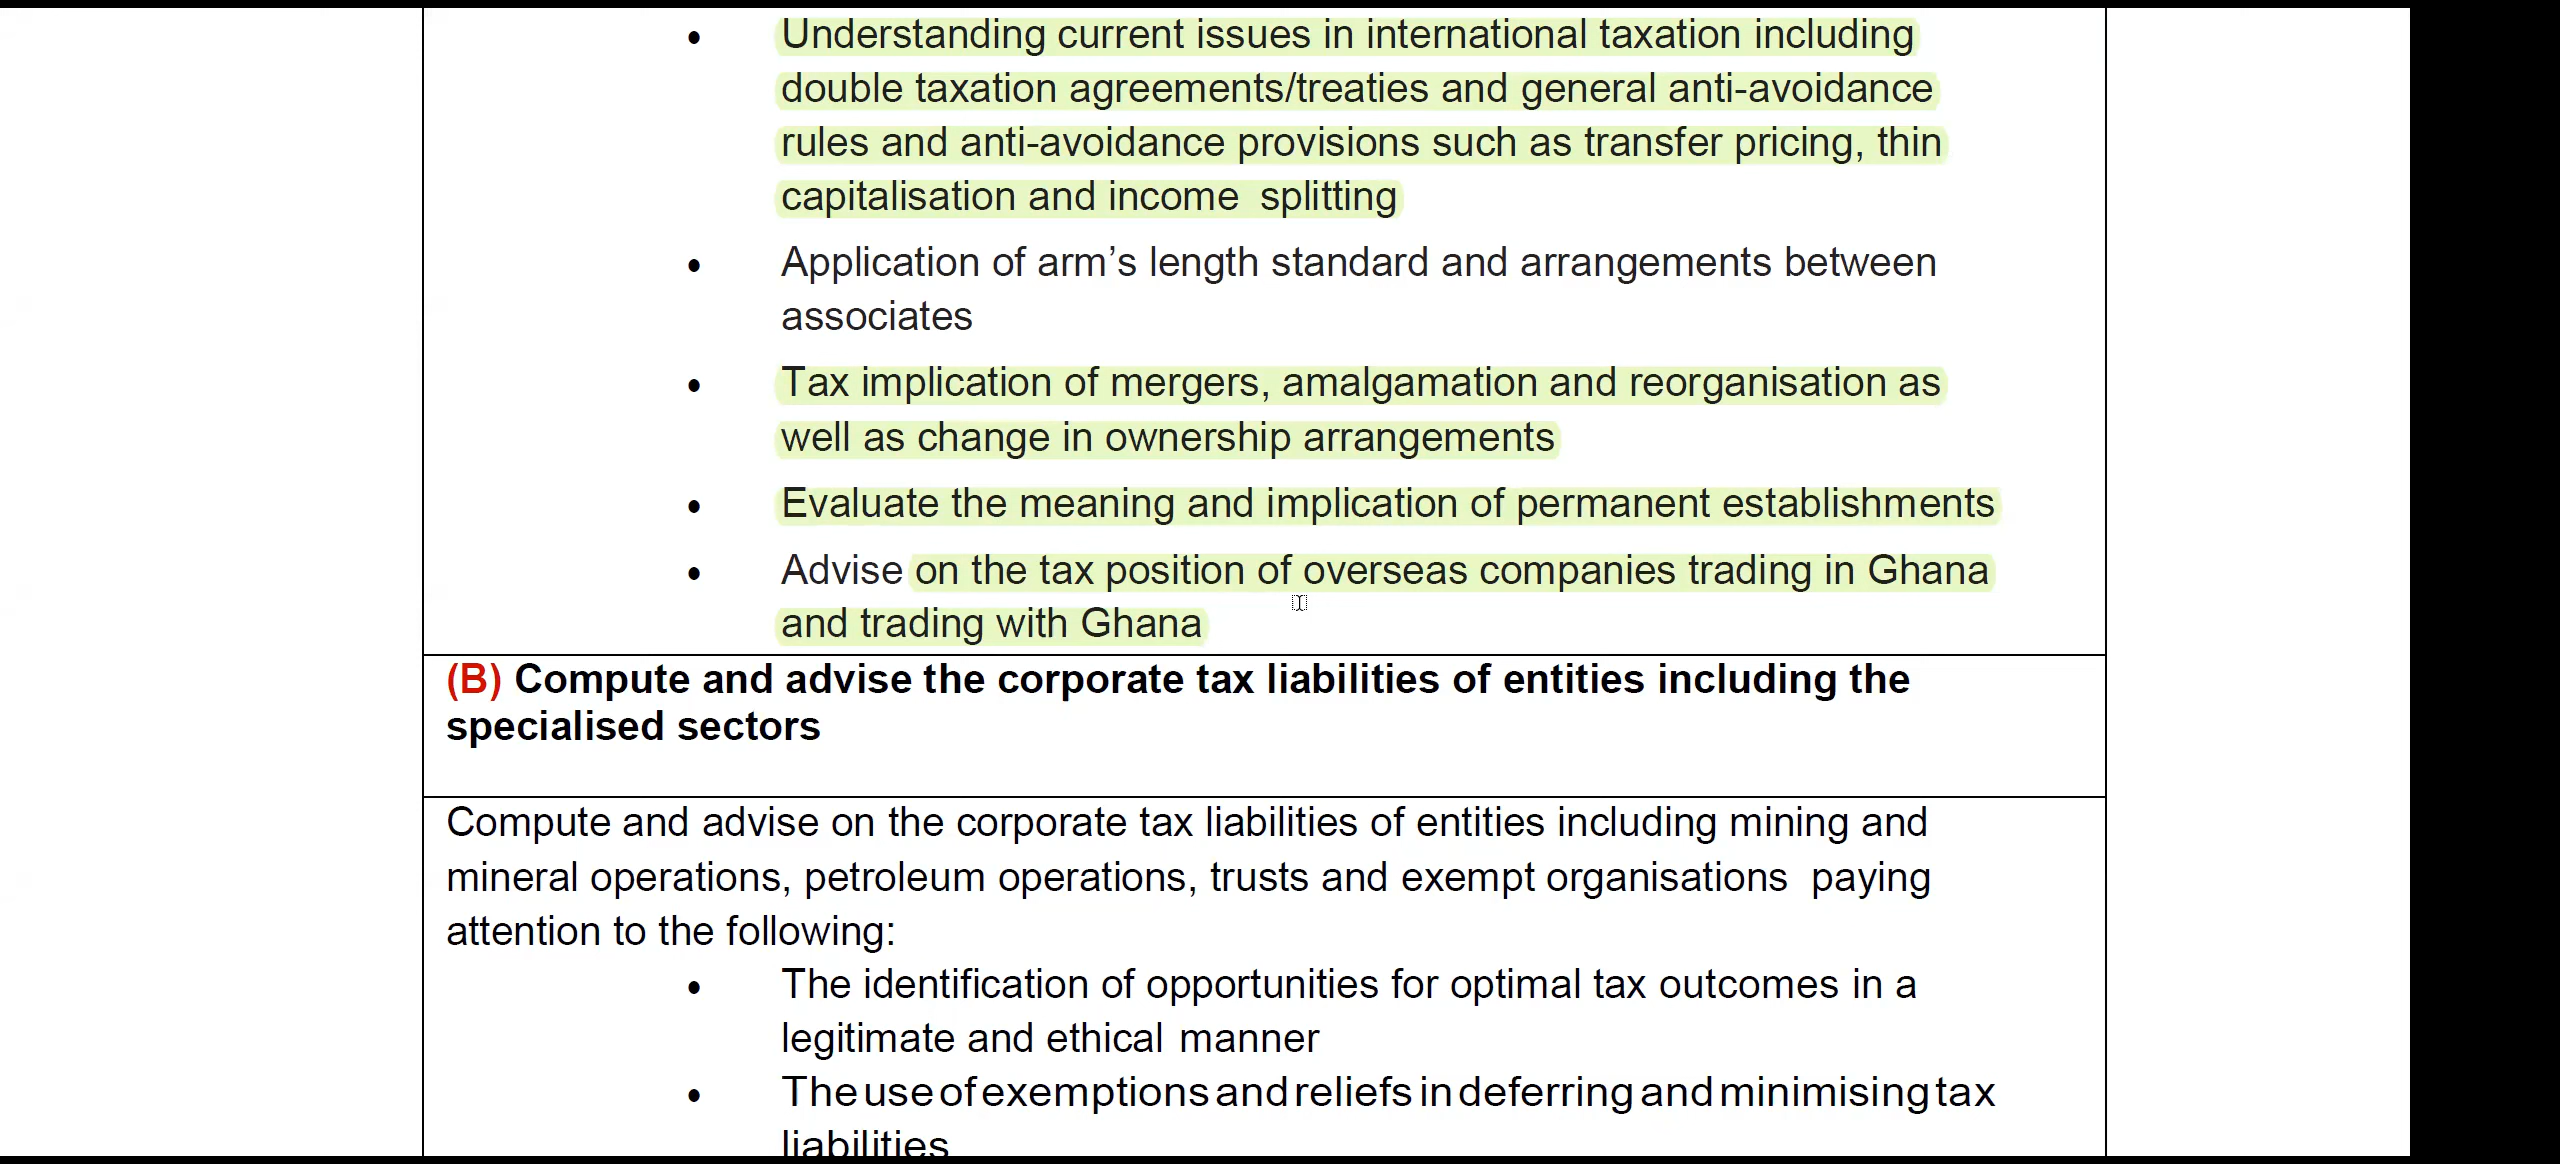 • Understanding current issues in international taxation including
double taxation agreements/treaties and general anti-avoidance
rules and anti-avoidance provisions such as transfer pricing, thin
capitalisation and income splitting
• Application of arm’s length standard and arrangements between
associates
• Tax implication of mergers, amalgamation and reorganisation as
well as change in ownership arrangements
• Evaluate the meaning and implication of permanent establishments
• Advise on the tax position of overseas companies trading in Ghana
and trading with Ghana
(B) Compute and advise the corporate tax liabilities of entities including the
specialised sectors
Compute and advise on the corporate tax liabilities of entities including mining and
mineral operations, petroleum operations, trusts and exempt organisations paying
attention to the following:
• The identification of opportunities for optimal tax outcomes in a
legitimate and ethical manner
• The use of exemptions and reliefs in deferring and minimising tax
liabilities